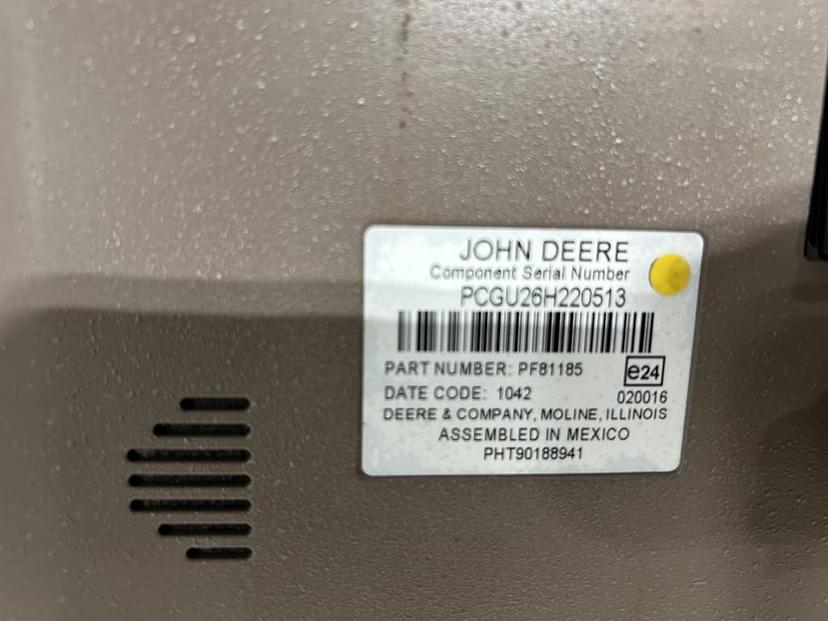 JOHN DEERE
Component Serial Number
PCGU26H220513
PART NUMBER: PF81185
e24
DATE CODE: 1042
020016
DEERE & COMPANY, MOLINE, ILLINOIS
ASSEMBLED IN MEXICO
PHT90188941